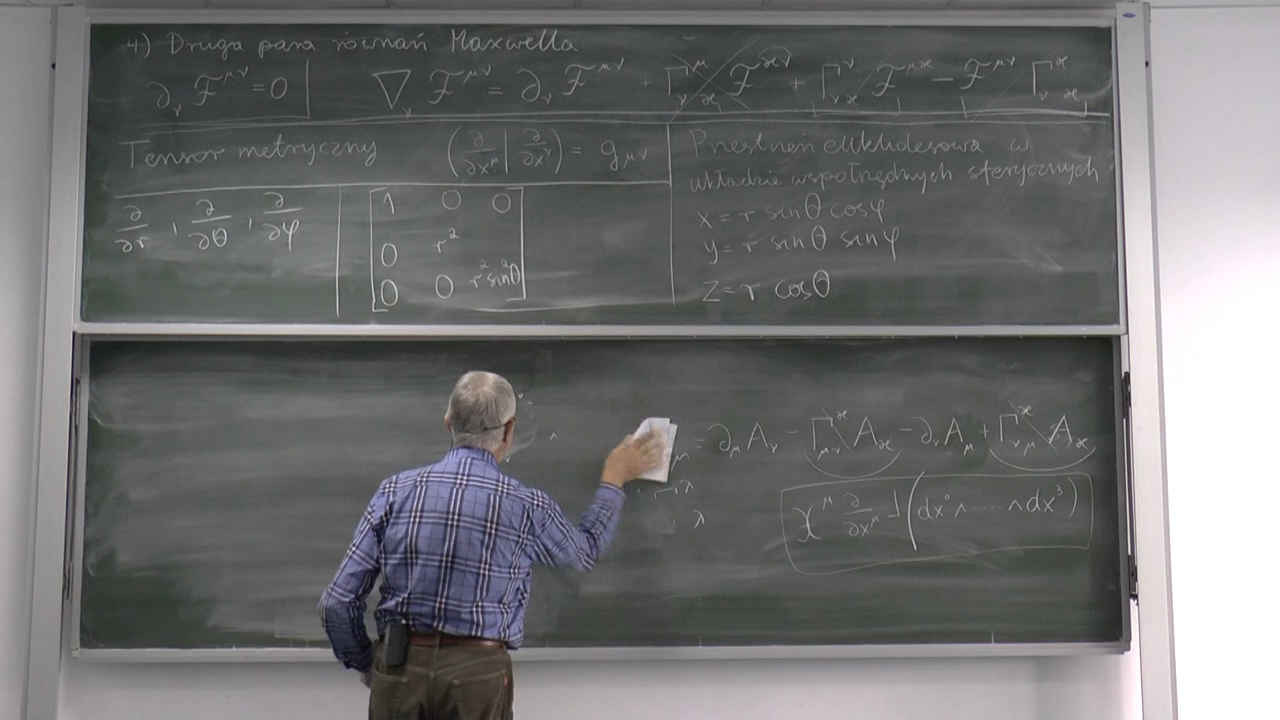 4) Druga para równań Maxwella
∂_ν 𝓕^{μν} = 0 | ∇_ν 𝓕^{μν} = ∂_ν 𝓕^{μν} + Γ^μ_{νϰ} 𝓕^{ϰν} + Γ^ν_{νϰ} 𝓕^{μϰ} − 𝓕^{μν} Γ^ϰ_{νϰ}
Tensor metryczny (∂/∂x^μ | ∂/∂x^ν) = g_{μν}
∂/∂r , ∂/∂θ , ∂/∂φ
1 0 0
0 r²
0 0 r² sin²θ
Przestrzeń euklidesowa w
układzie współrzędnych sferycznych
x = r sinθ cosφ
y = r sinθ sinφ
z = r cosθ
= ∂_μ A_ν − Γ^ϰ_{μν} A_ϰ − ∂_ν A_μ + Γ^ϰ_{νμ} A_ϰ
𝒳^μ ∂/∂x^μ ⨼ (dx⁰ ∧ ..... ∧ dx³)